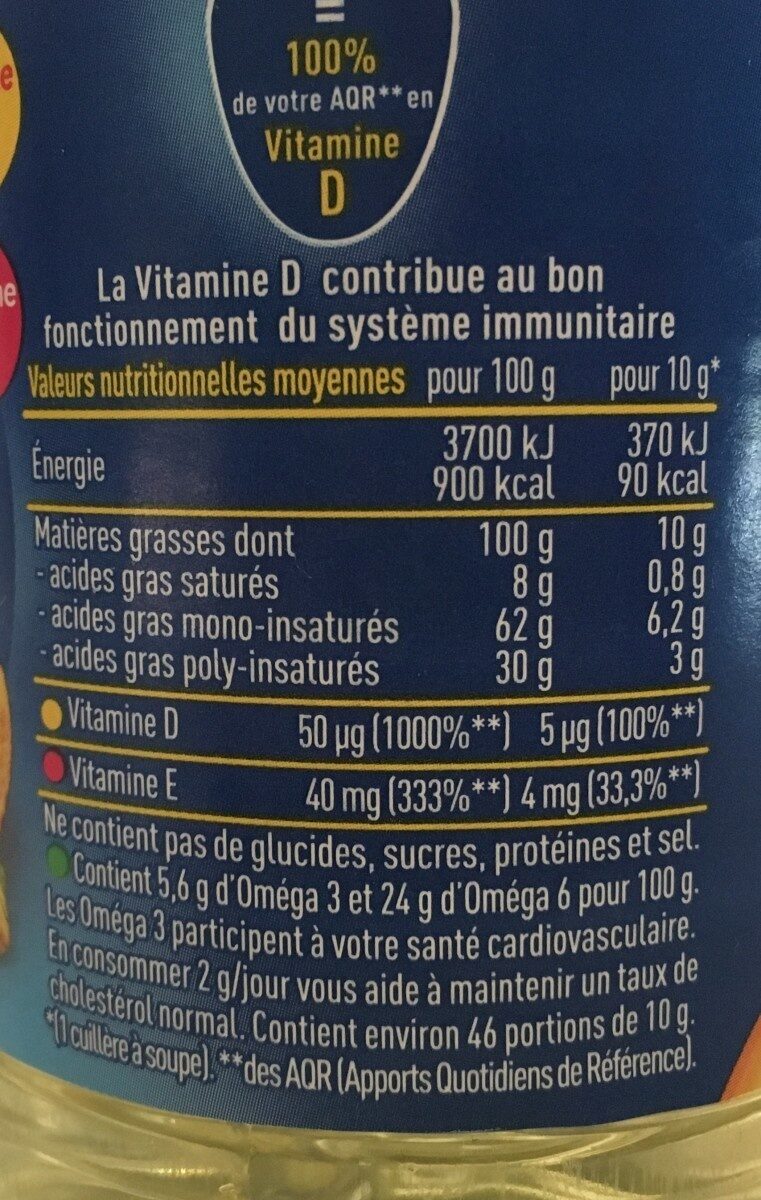 100%
de votre AQR** en
Vitamine
D
La Vitamine D contribue au bon
fonctionnement du système immunitaire
Valeurs nutritionnelles moyennes pour 100 g pour 10 g*
Énergie 3700 kJ 370 kJ
900 kcal 90 kcal
Matières grasses dont 100 g 10 g
- acides gras saturés 8 g 0,8 g
- acides gras mono-insaturés 62 g 6,2 g
- acides gras poly-insaturés 30 g 3 g
Vitamine D 50 µg (1000%**) 5 µg (100%**)
Vitamine E 40 mg (333%**) 4 mg (33,3%**)
Ne contient pas de glucides, sucres, protéines et sel.
Contient 5,6 g d'Oméga 3 et 24 g d'Oméga 6 pour 100 g.
Les Oméga 3 participent à votre santé cardiovasculaire.
En consommer 2 g/jour vous aide à maintenir un taux de
cholestérol normal. Contient environ 46 portions de 10 g.
*(1 cuillère à soupe). **des AQR (Apports Quotidiens de Référence).